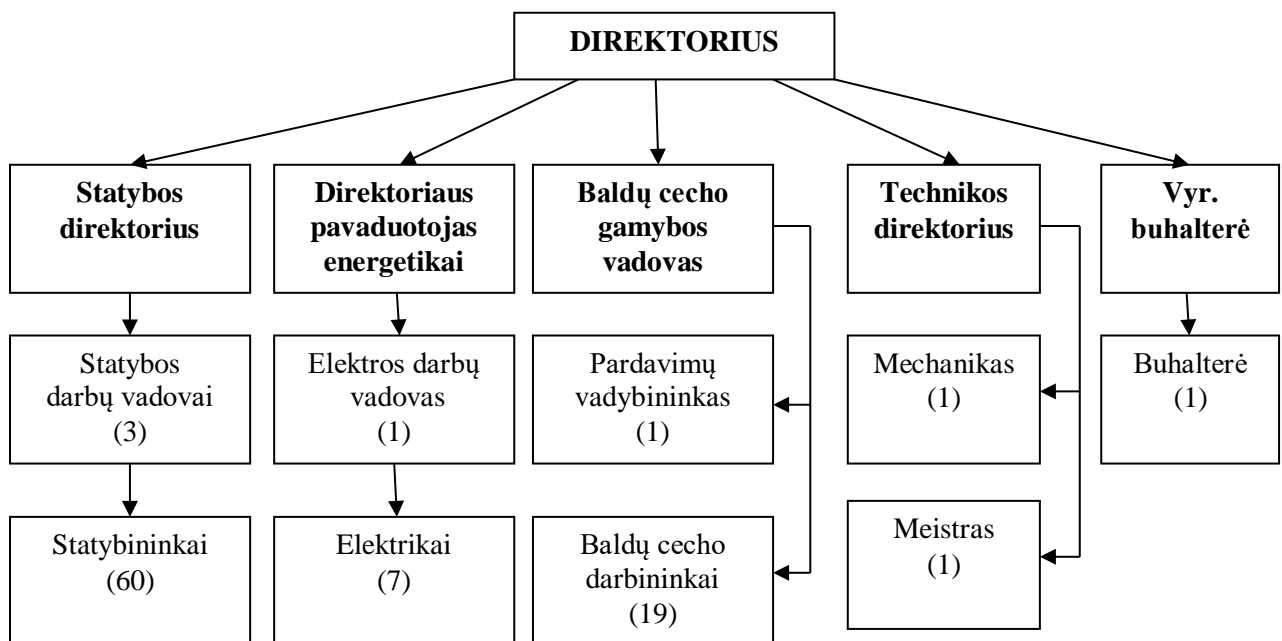 DIREKTORIUS
Statybos
direktorius
Direktoriaus
pavaduotojas
energetikai
Baldų cecho
gamybos
vadovas
Technikos
direktorius
Vyr.
buhalterė
Statybos
darbų vadovai
(3)
Elektros darbų
vadovas
(1)
Pardavimų
vadybininkas
(1)
Mechanikas
(1)
Buhalterė
(1)
Statybininkai
(60)
Elektrikai
(7)
Baldų cecho
darbininkai
(19)
Meistras
(1)